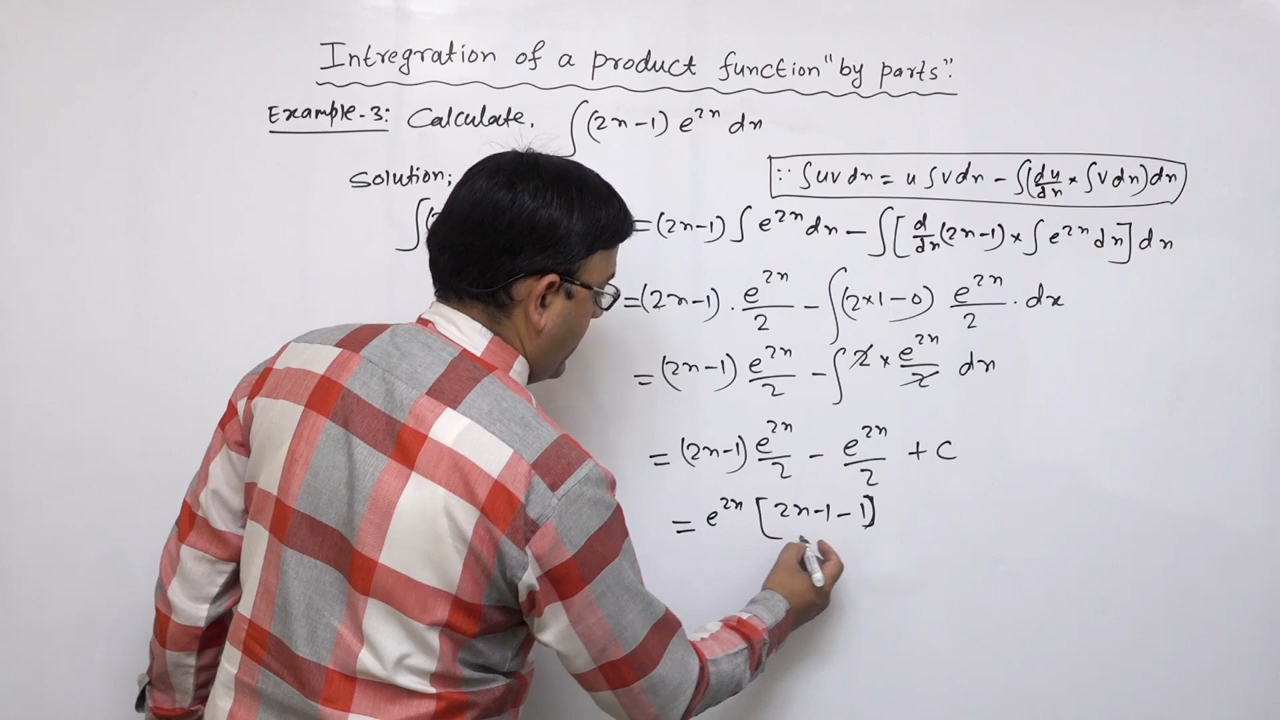 Intregration of a product function "by parts".
Example-3: Calculate. ∫(2x-1) e^{2x} dx
Solution;
∵ ∫uv dx = u ∫v dx - ∫(du/dx × ∫v dx) dx
∫( = (2x-1) ∫ e^{2x} dx - ∫[d/dx (2x-1) × ∫ e^{2x} dx] dx
= (2x-1) . e^{2x}/2 - ∫(2×1-0) e^{2x}/2 . dx
= (2x-1) e^{2x}/2 - ∫ 2 × e^{2x}/2 dx
= (2x-1) e^{2x}/2 - e^{2x}/2 + C
= e^{2x} [2x-1-1]